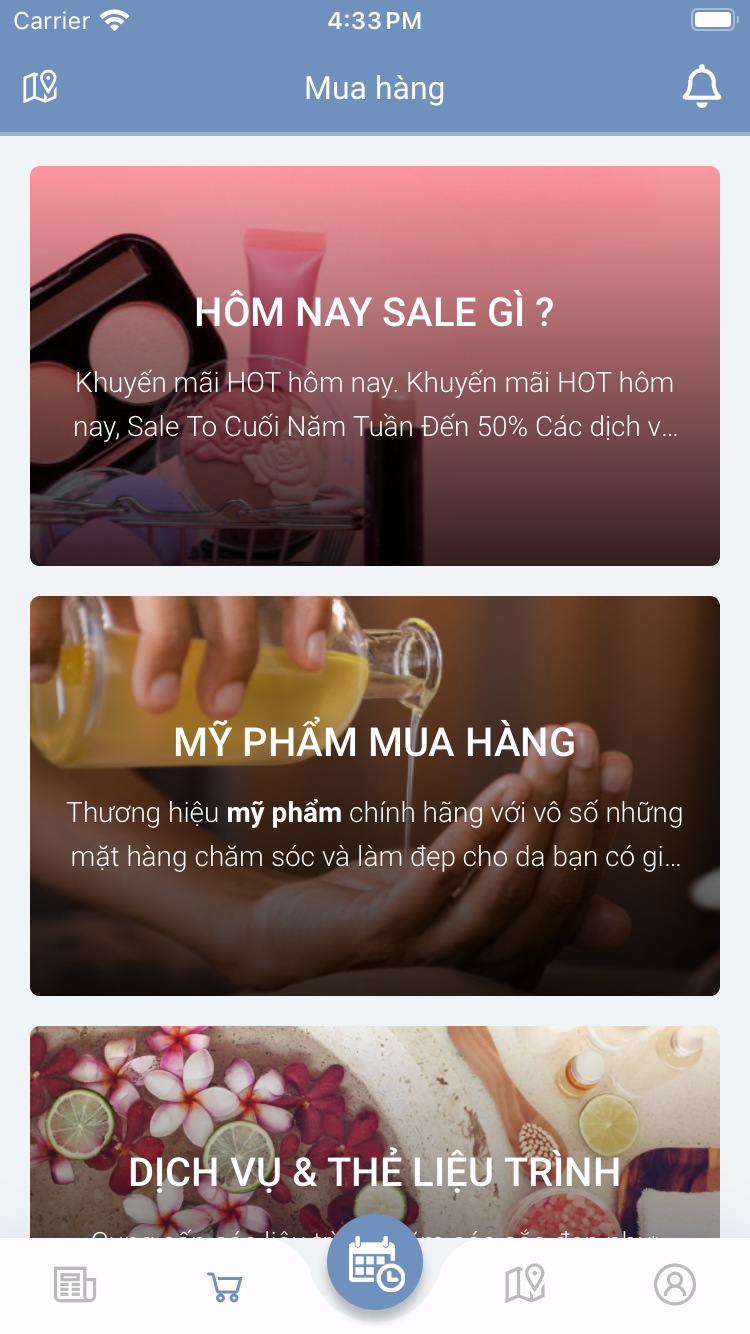 Carrier 4:33 PM
Mua hàng
HÔM NAY SALE GÌ ?
Khuyến mãi HOT hôm nay. Khuyến mãi HOT hôm
nay, Sale To Cuối Năm Tuần Đến 50% Các dịch v...
MỸ PHẨM MUA HÀNG
Thương hiệu mỹ phẩm chính hãng với vô số những
mặt hàng chăm sóc và làm đẹp cho da bạn có gi...
DỊCH VỤ & THẺ LIỆU TRÌNH